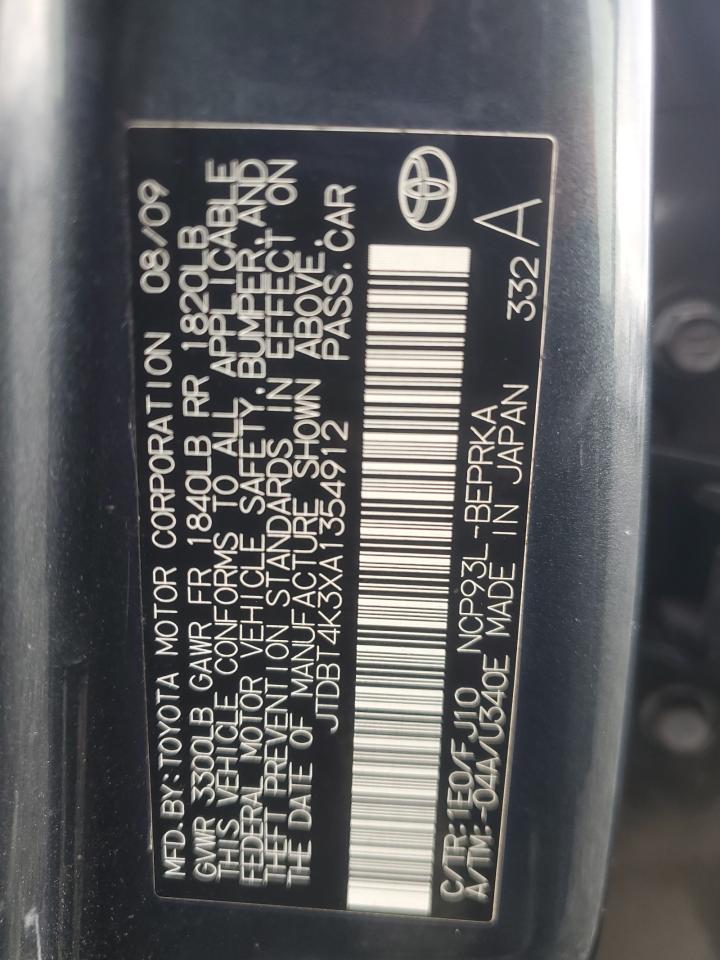 MFD.BY:TOYOTA MOTOR CORPORATION 08/09
GVWR 3300LB GAWR FR 1840LB RR 1820LB
THIS VEHICLE CONFORMS TO ALL APPLICABLE
FEDERAL MOTOR VEHICLE SAFETY,BUMPER,AND
THEFT PREVENTION STANDARDS IN EFFECT ON
THE DATE OF MANUFACTURE SHOWN ABOVE.
JTDBT4K3XA1354912 PASS.CAR
C/TR:1E0/FJ10 NCP93L-BEPRKA
A/TM:-04A/U340E MADE IN JAPAN 332 A